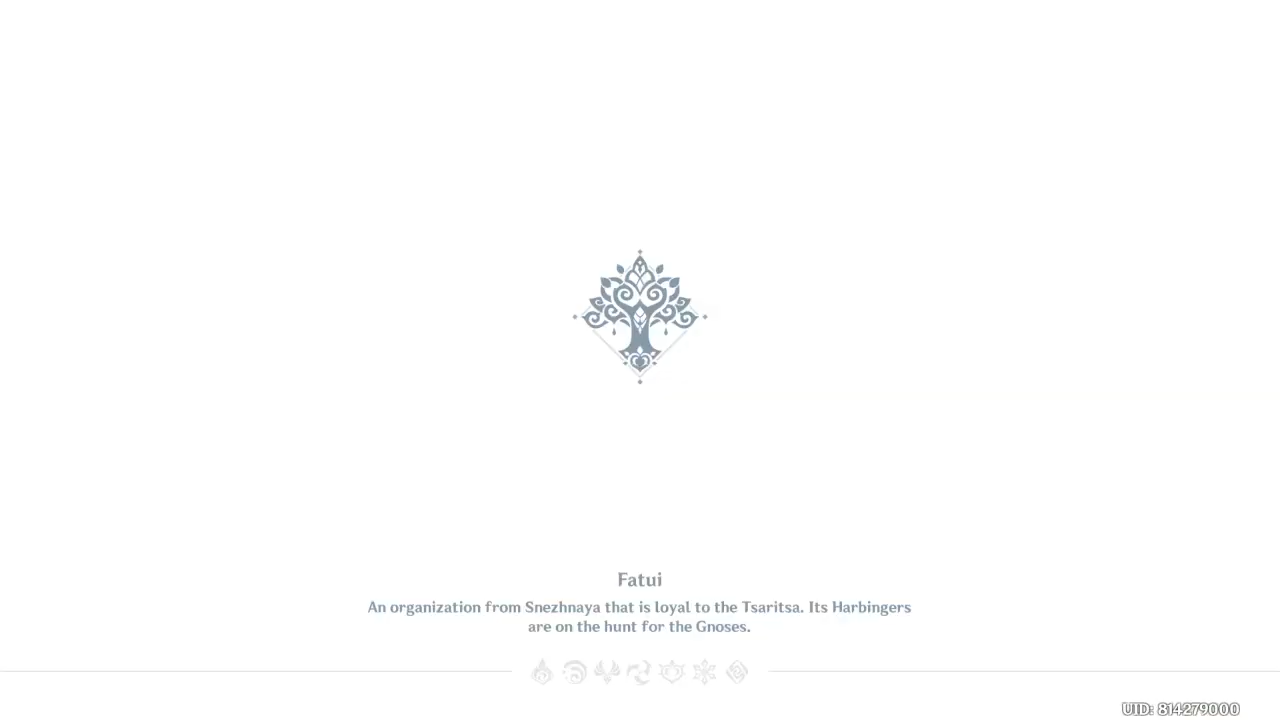 Fatui
An organization from Snezhnaya that is loyal to the Tsaritsa. Its Harbingers
are on the hunt for the Gnoses.
UID: 814279000